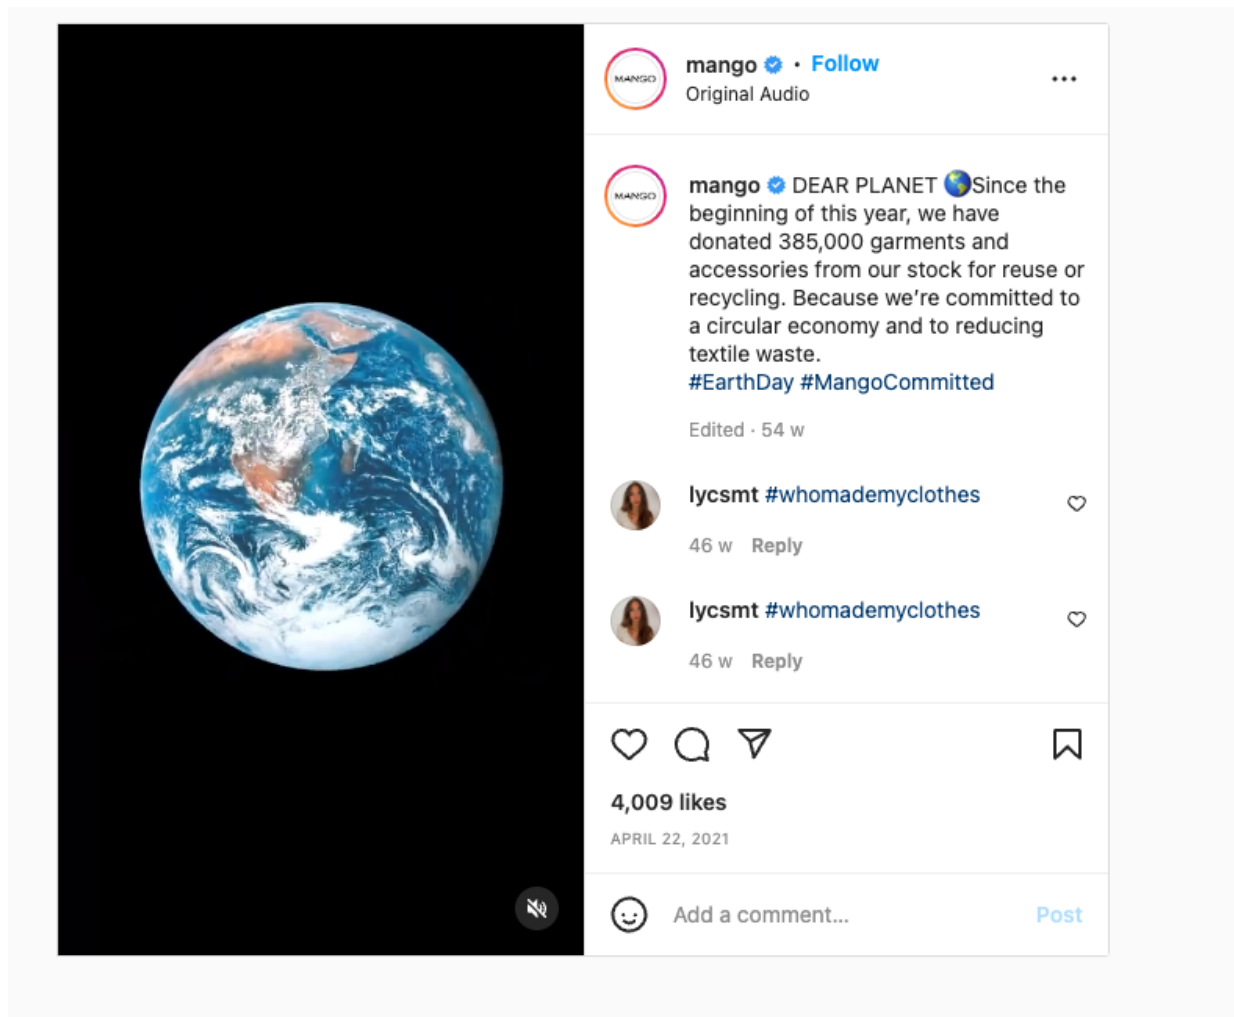 mango • Follow
Original Audio
MANGO
mango DEAR PLANET 🌎Since the
beginning of this year, we have
donated 385,000 garments and
accessories from our stock for reuse or
recycling. Because we’re committed to
a circular economy and to reducing
textile waste.
#EarthDay #MangoCommitted
Edited · 54 w
MANGO
lycsmt #whomademyclothes
46 w Reply
lycsmt #whomademyclothes
46 w Reply
4,009 likes
APRIL 22, 2021
Add a comment...
Post